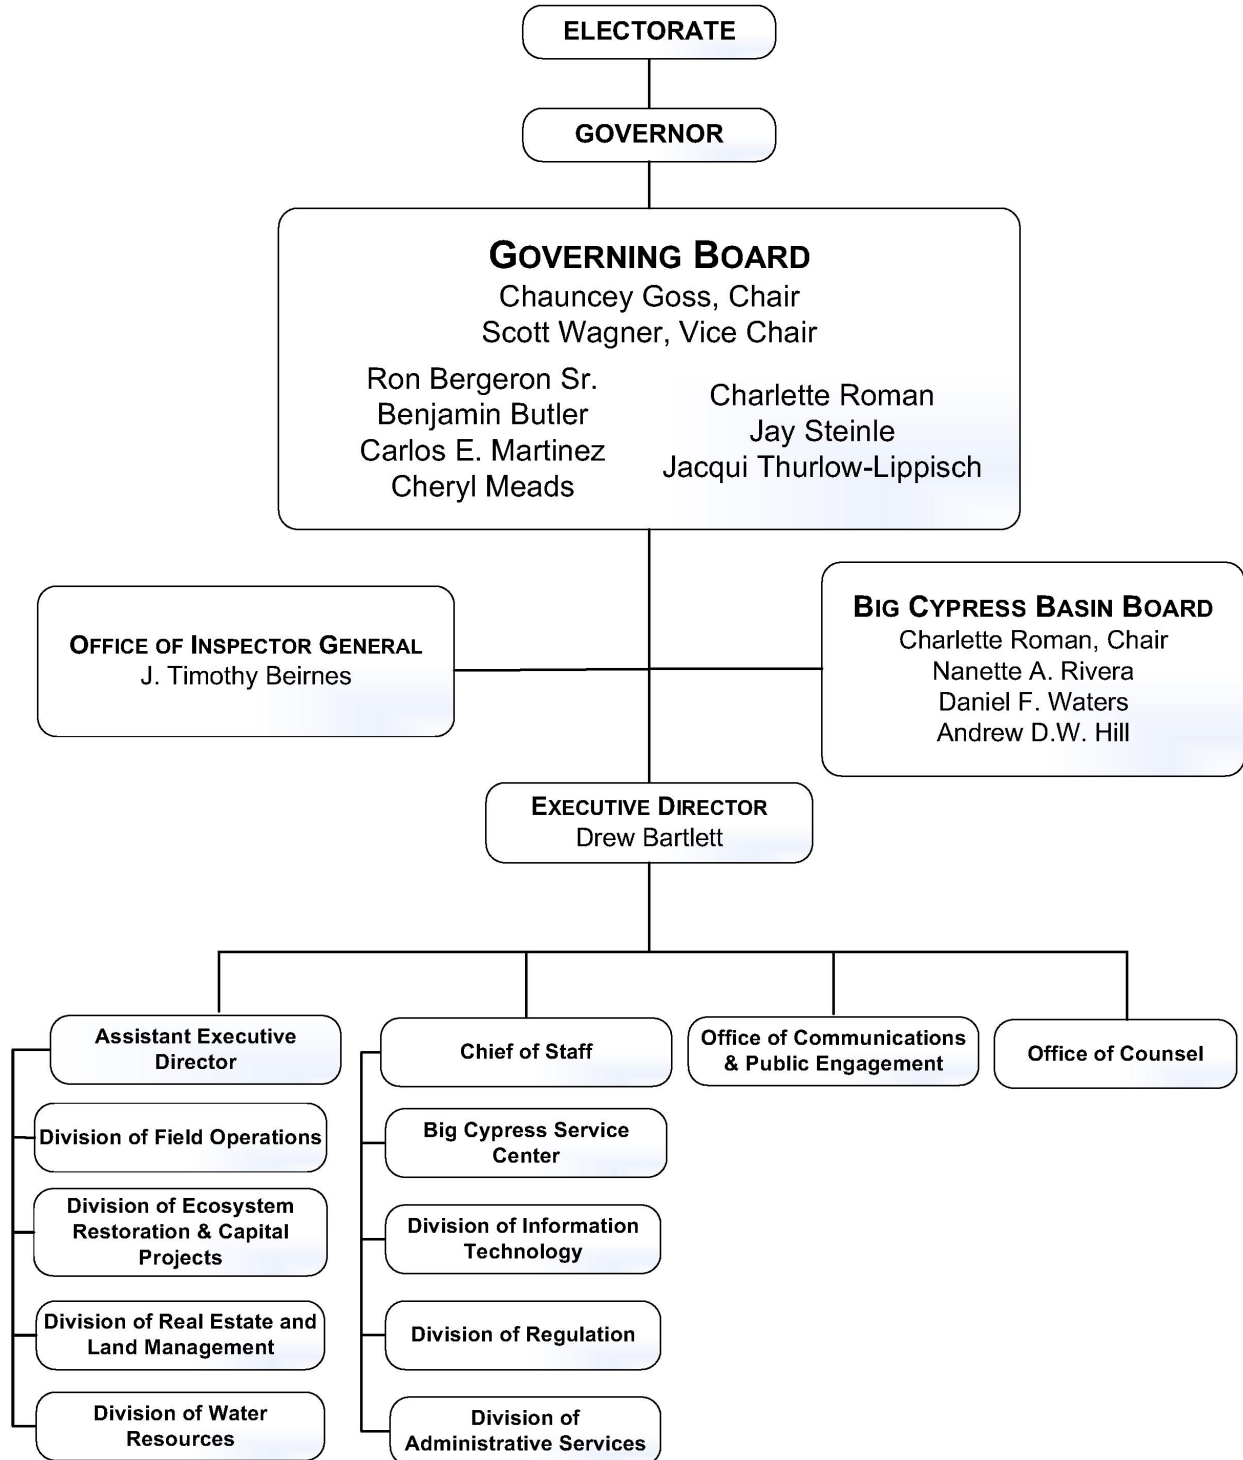 ELECTORATE
GOVERNOR
GOVERNING BOARD
Chauncey Goss, Chair
Scott Wagner, Vice Chair
Ron Bergeron Sr.
Benjamin Butler
Carlos E. Martinez
Cheryl Meads
Charlette Roman
Jay Steinle
Jacqui Thurlow-Lippisch
OFFICE OF INSPECTOR GENERAL
J. Timothy Beirnes
BIG CYPRESS BASIN BOARD
Charlette Roman, Chair
Nanette A. Rivera
Daniel F. Waters
Andrew D.W. Hill
EXECUTIVE DIRECTOR
Drew Bartlett
Assistant Executive
Director
Division of Field Operations
Division of Ecosystem
Restoration & Capital
Projects
Division of Real Estate and
Land Management
Division of Water
Resources
Chief of Staff
Big Cypress Service
Center
Division of Information
Technology
Division of Regulation
Division of
Administrative Services
Office of Communications
& Public Engagement
Office of Counsel